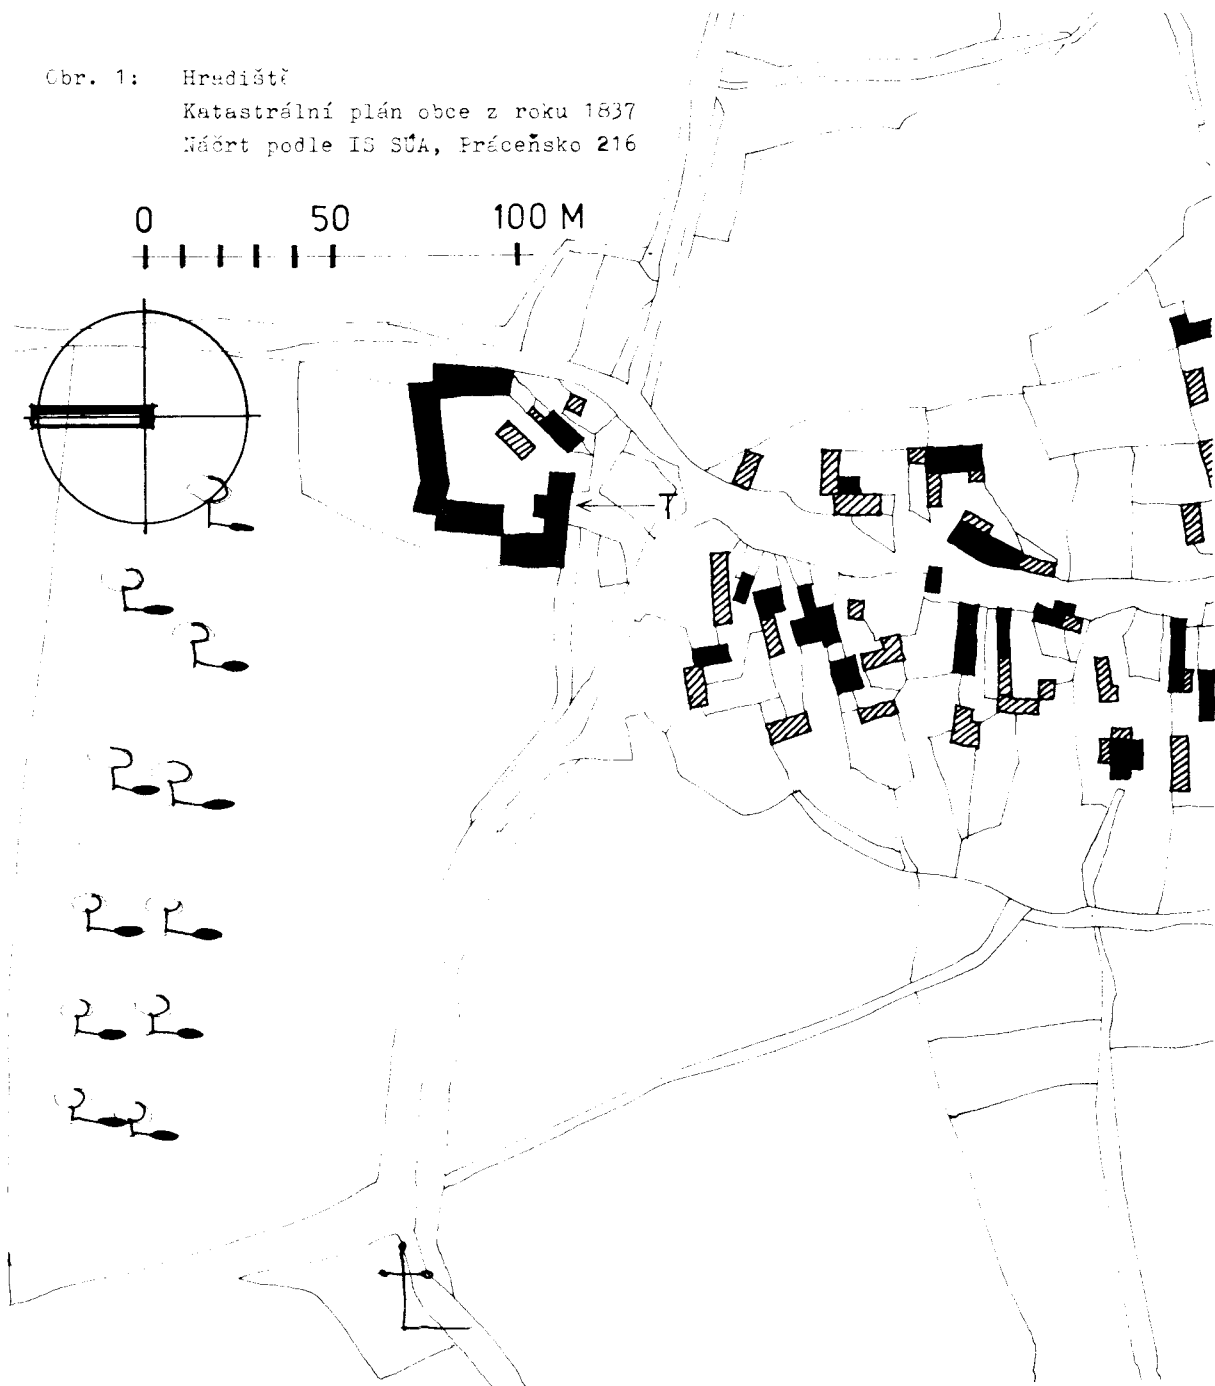 Obr. 1: Hradiště
Katastrální plán obce z roku 1837
Náčrt podle IS SÚA, Práceňsko 216
0 50 100 M
T